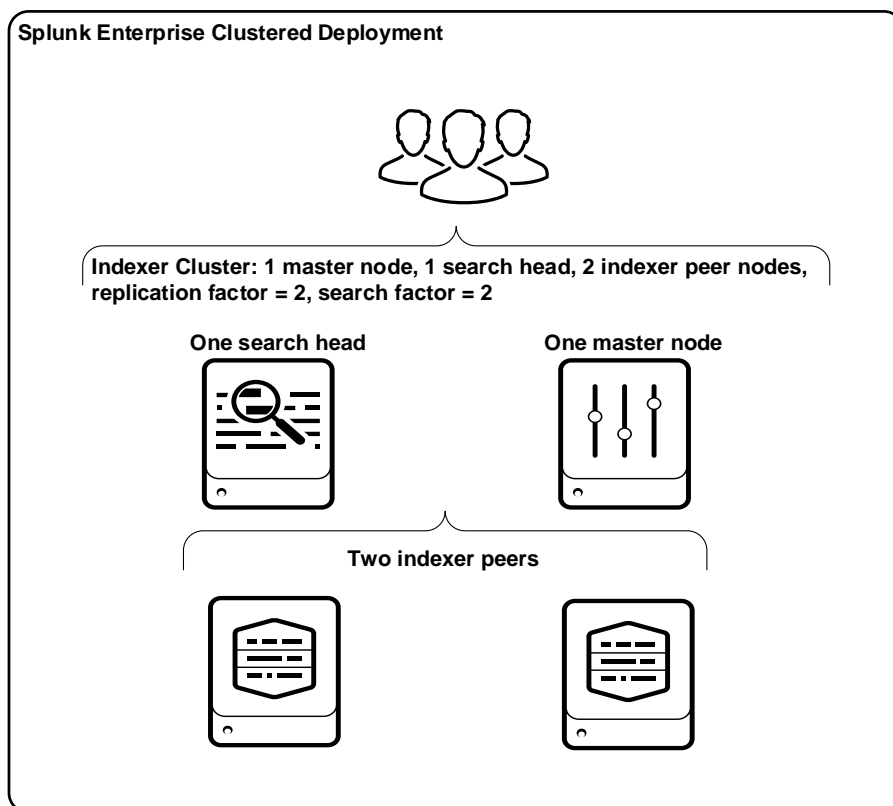 Splunk Enterprise Clustered Deployment
Indexer Cluster: 1 master node, 1 search head, 2 indexer peer nodes,
replication factor = 2, search factor = 2
One search head
One master node
Two indexer peers